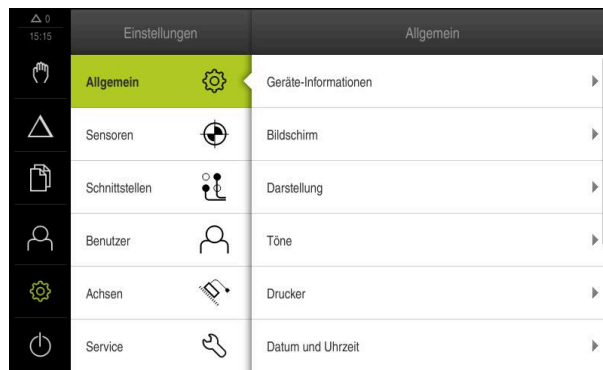 0
15:15
Einstellungen
Allgemein
Allgemein
Geräte-Informationen
Sensoren
Bildschirm
Schnittstellen
Darstellung
Benutzer
Töne
Achsen
Drucker
Service
Datum und Uhrzeit